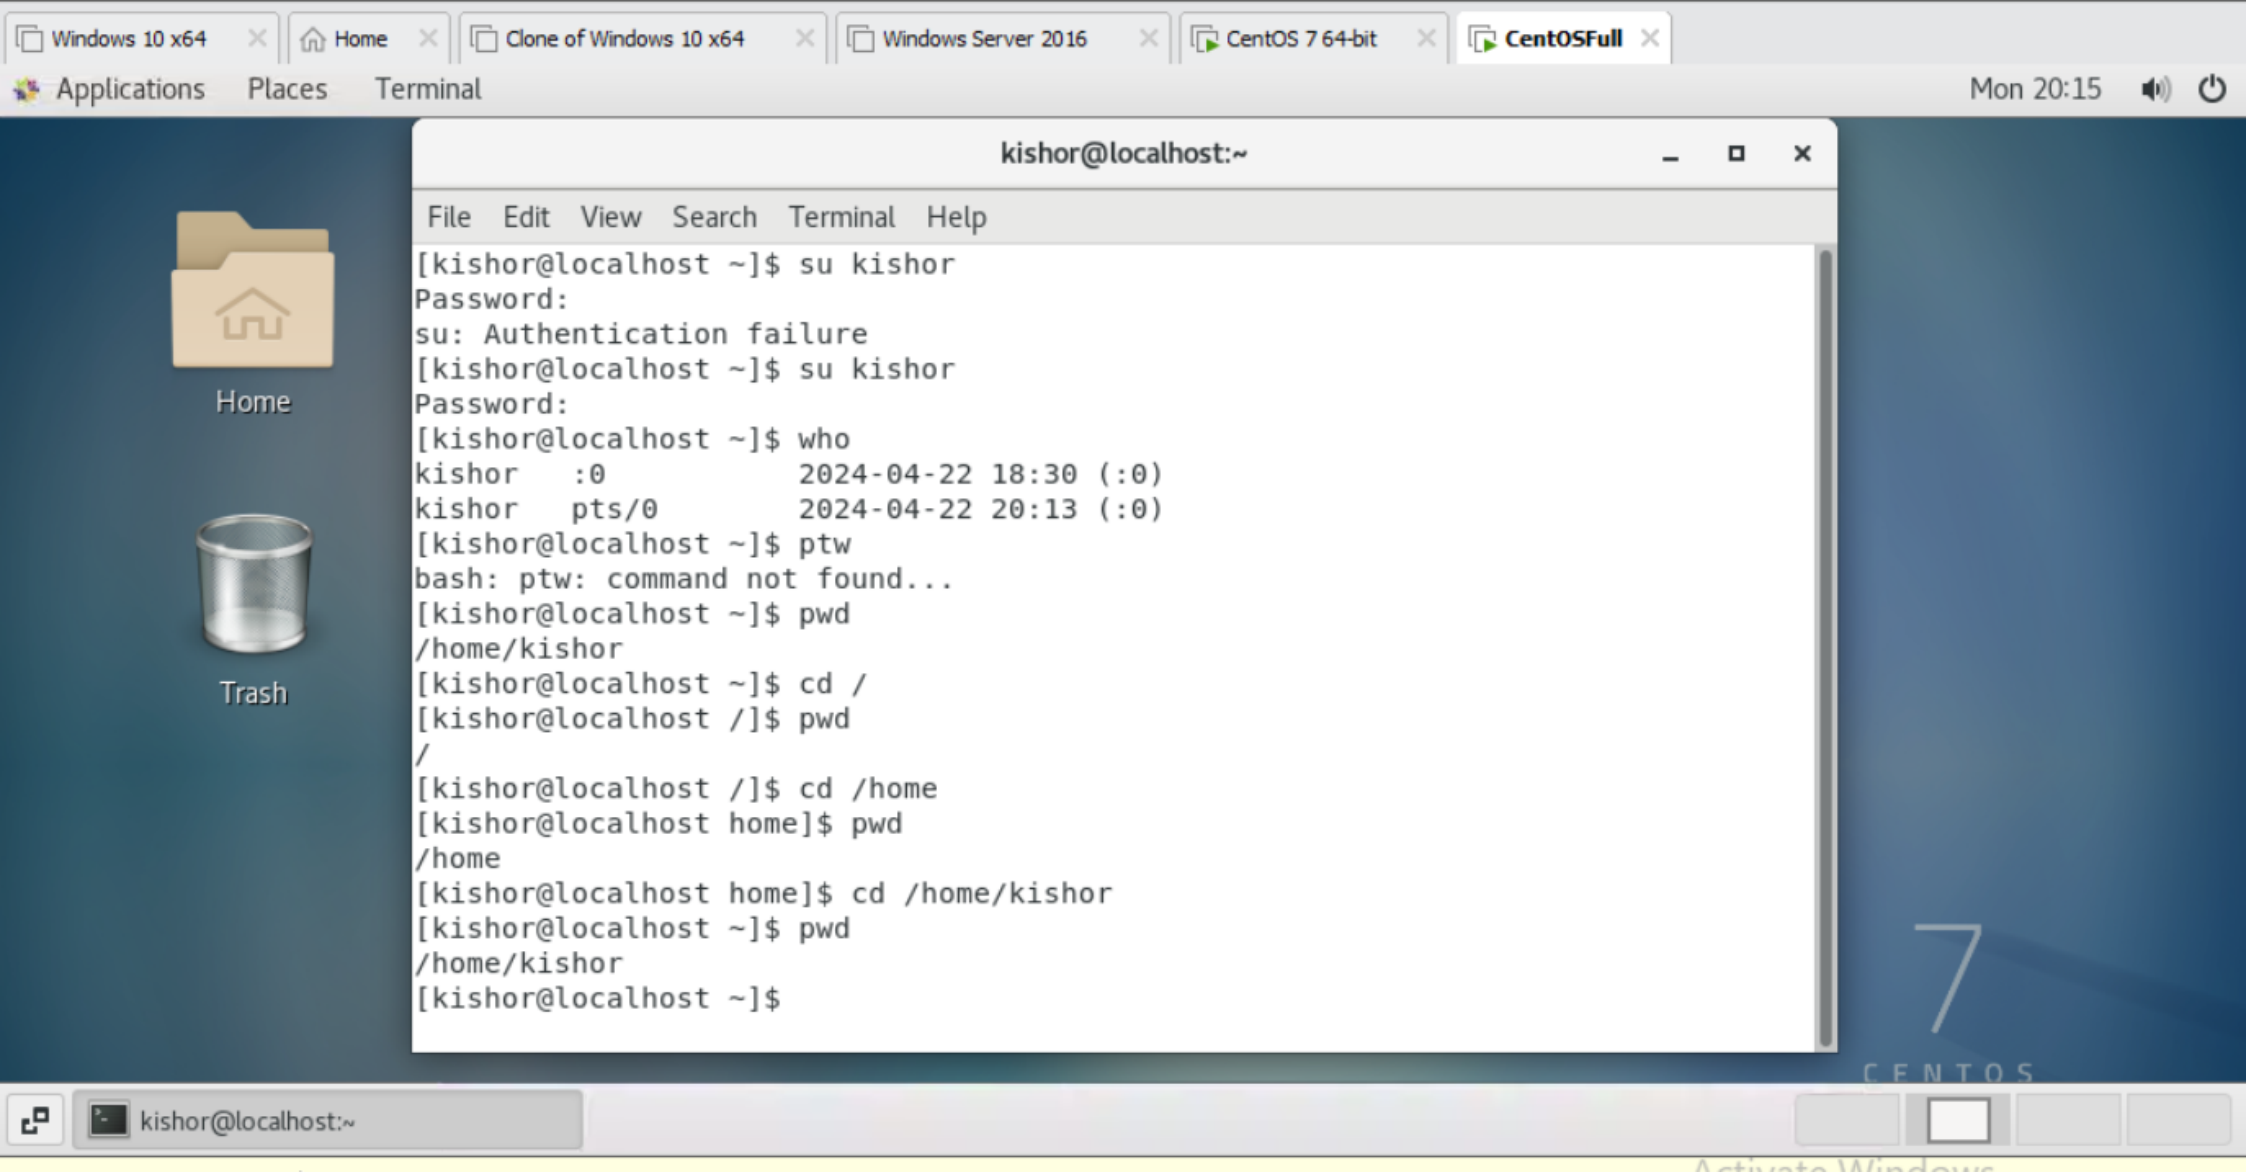 Windows 10 x64 Home Clone of Windows 10 x64 Windows Server 2016 CentOS 7 64-bit CentOSFull
Applications Places Terminal Mon 20:15
kishor@localhost:~
File Edit View Search Terminal Help
[kishor@localhost ~]$ su kishor
Password:
su: Authentication failure
[kishor@localhost ~]$ su kishor
Password:
[kishor@localhost ~]$ who
kishor   :0           2024-04-22 18:30 (:0)
kishor   pts/0        2024-04-22 20:13 (:0)
[kishor@localhost ~]$ ptw
bash: ptw: command not found...
[kishor@localhost ~]$ pwd
/home/kishor
[kishor@localhost ~]$ cd /
[kishor@localhost /]$ pwd
/
[kishor@localhost /]$ cd /home
[kishor@localhost home]$ pwd
/home
[kishor@localhost home]$ cd /home/kishor
[kishor@localhost ~]$ pwd
/home/kishor
[kishor@localhost ~]$
Home
Trash
7
CENTOS
kishor@localhost:~
Activate Windows